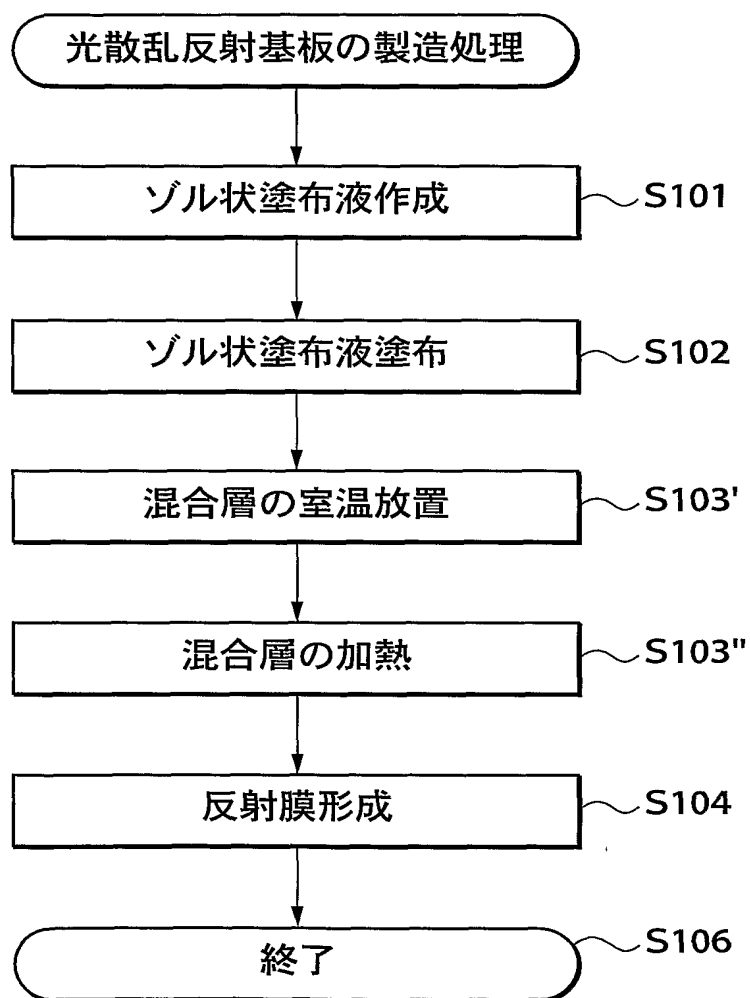 光散乱反射基板の製造処理
ゾル状塗布液作成
S101
ゾル状塗布液塗布
S102
混合層の室温放置
S103'
混合層の加熱
S103"
反射膜形成
S104
終了
S106